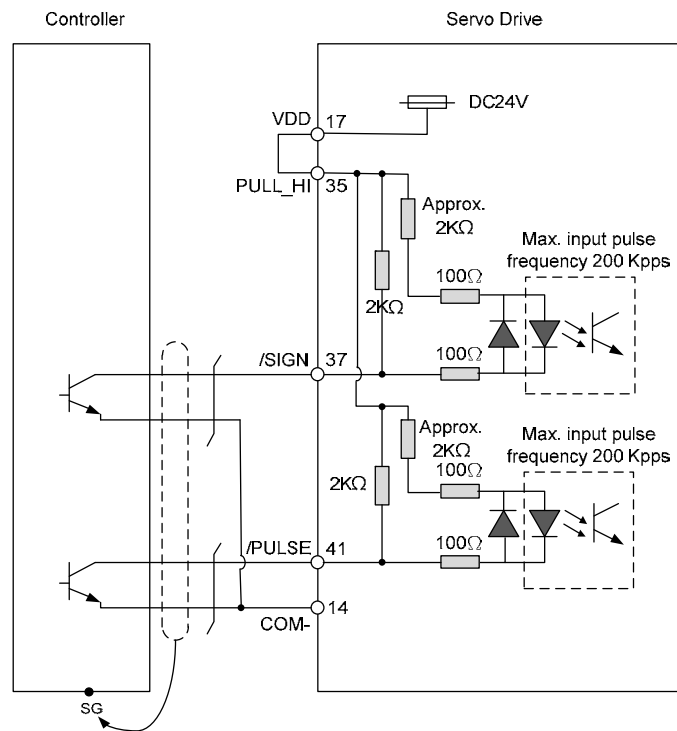 Controller
Servo Drive
DC24V
VDD
17
PULL_HI
35
Approx.
2KΩ
Max. input pulse
frequency 200 Kpps
100Ω
2KΩ
/SIGN
37
100Ω
Approx.
2KΩ
Max. input pulse
frequency 200 Kpps
100Ω
2KΩ
/PULSE
41
100Ω
14
COM-
SG